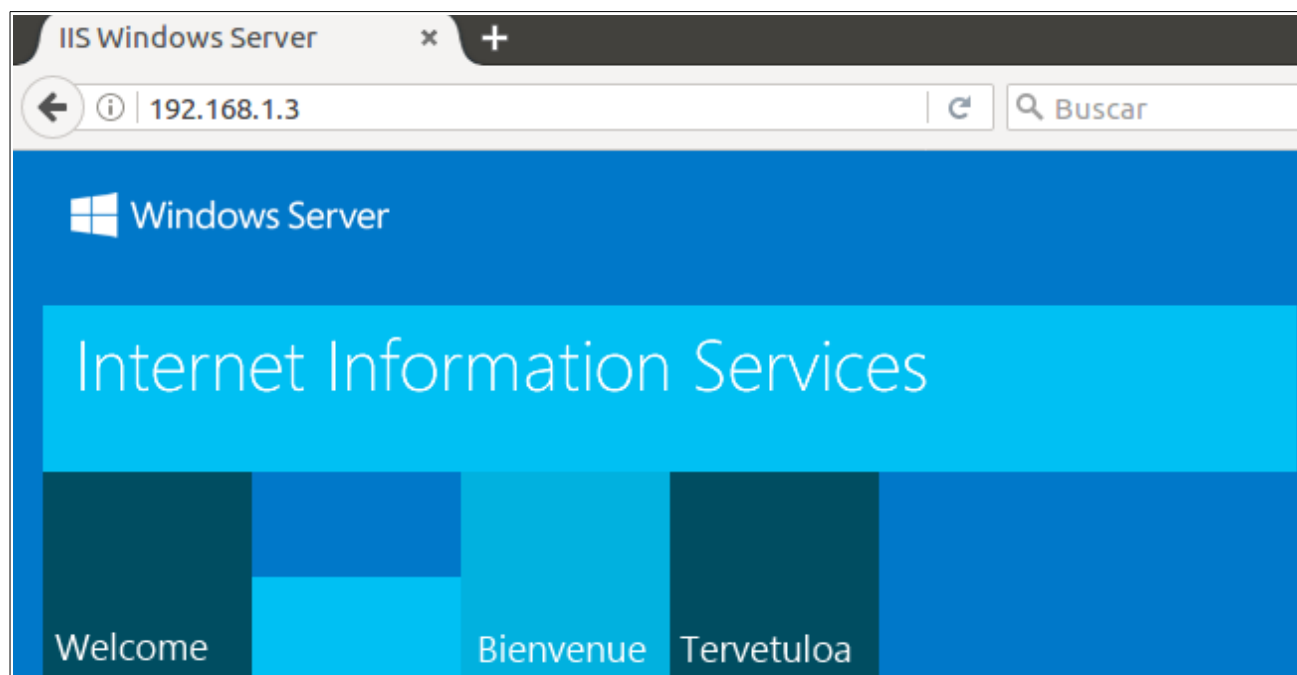 IIS Windows Server × +
192.168.1.3 Buscar
Windows Server
Internet Information Services
Welcome Bienvenue Tervetuloa